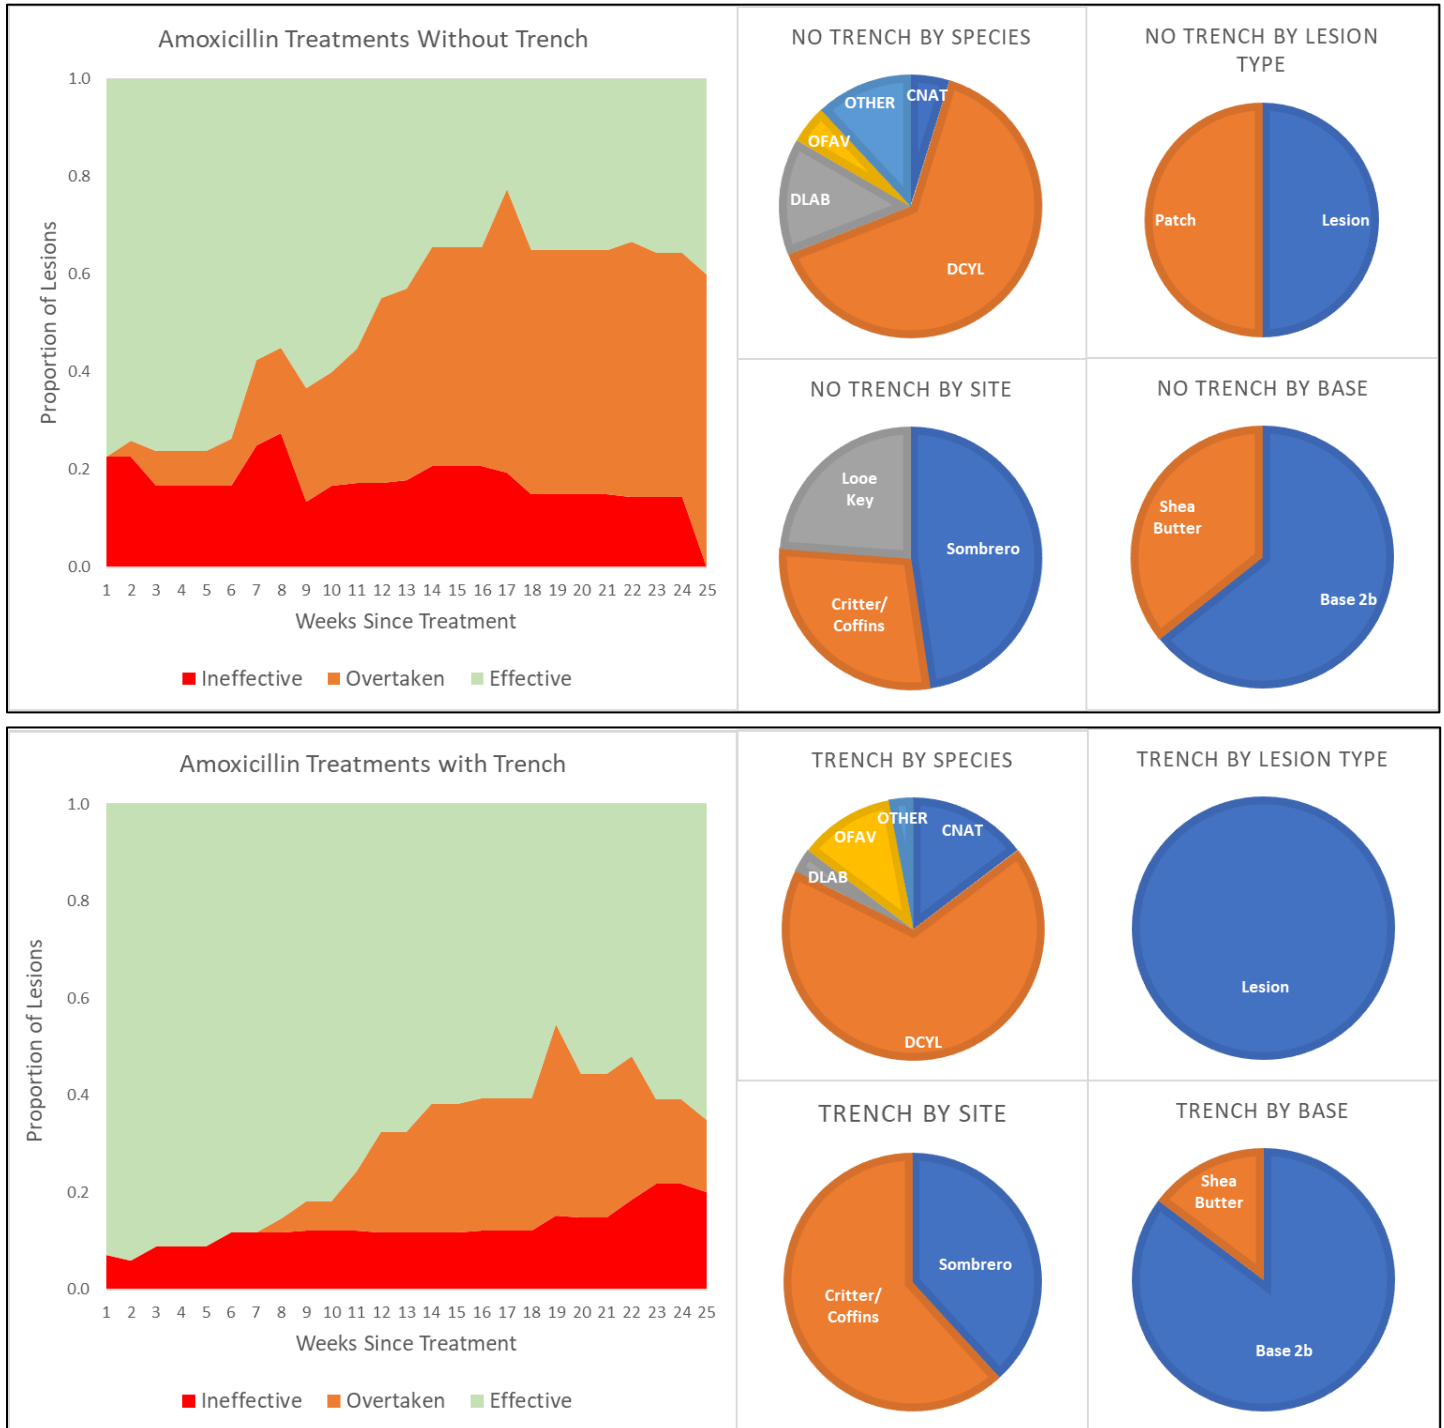 Amoxicillin Treatments Without Trench
1.0
0.8
0.6
0.4
0.2
0.0
Proportion of Lesions
1 2 3 4 5 6 7 8 9 10 11 12 13 14 15 16 17 18 19 20 21 22 23 24 25
Weeks Since Treatment
Ineffective Overtaken Effective
NO TRENCH BY SPECIES
OTHER
CNAT
OFAV
DLAB
DCYL
NO TRENCH BY LESION
TYPE
Patch
Lesion
NO TRENCH BY SITE
Looe
Key
Sombrero
Critter/
Coffins
NO TRENCH BY BASE
Shea
Butter
Base 2b
Amoxicillin Treatments with Trench
1.0
0.8
0.6
0.4
0.2
0.0
Proportion of Lesions
1 2 3 4 5 6 7 8 9 10 11 12 13 14 15 16 17 18 19 20 21 22 23 24 25
Weeks Since Treatment
Ineffective Overtaken Effective
TRENCH BY SPECIES
OTHER
CNAT
OFAV
DLAB
DCYL
TRENCH BY LESION TYPE
Lesion
TRENCH BY SITE
Sombrero
Critter/
Coffins
TRENCH BY BASE
Shea
Butter
Base 2b